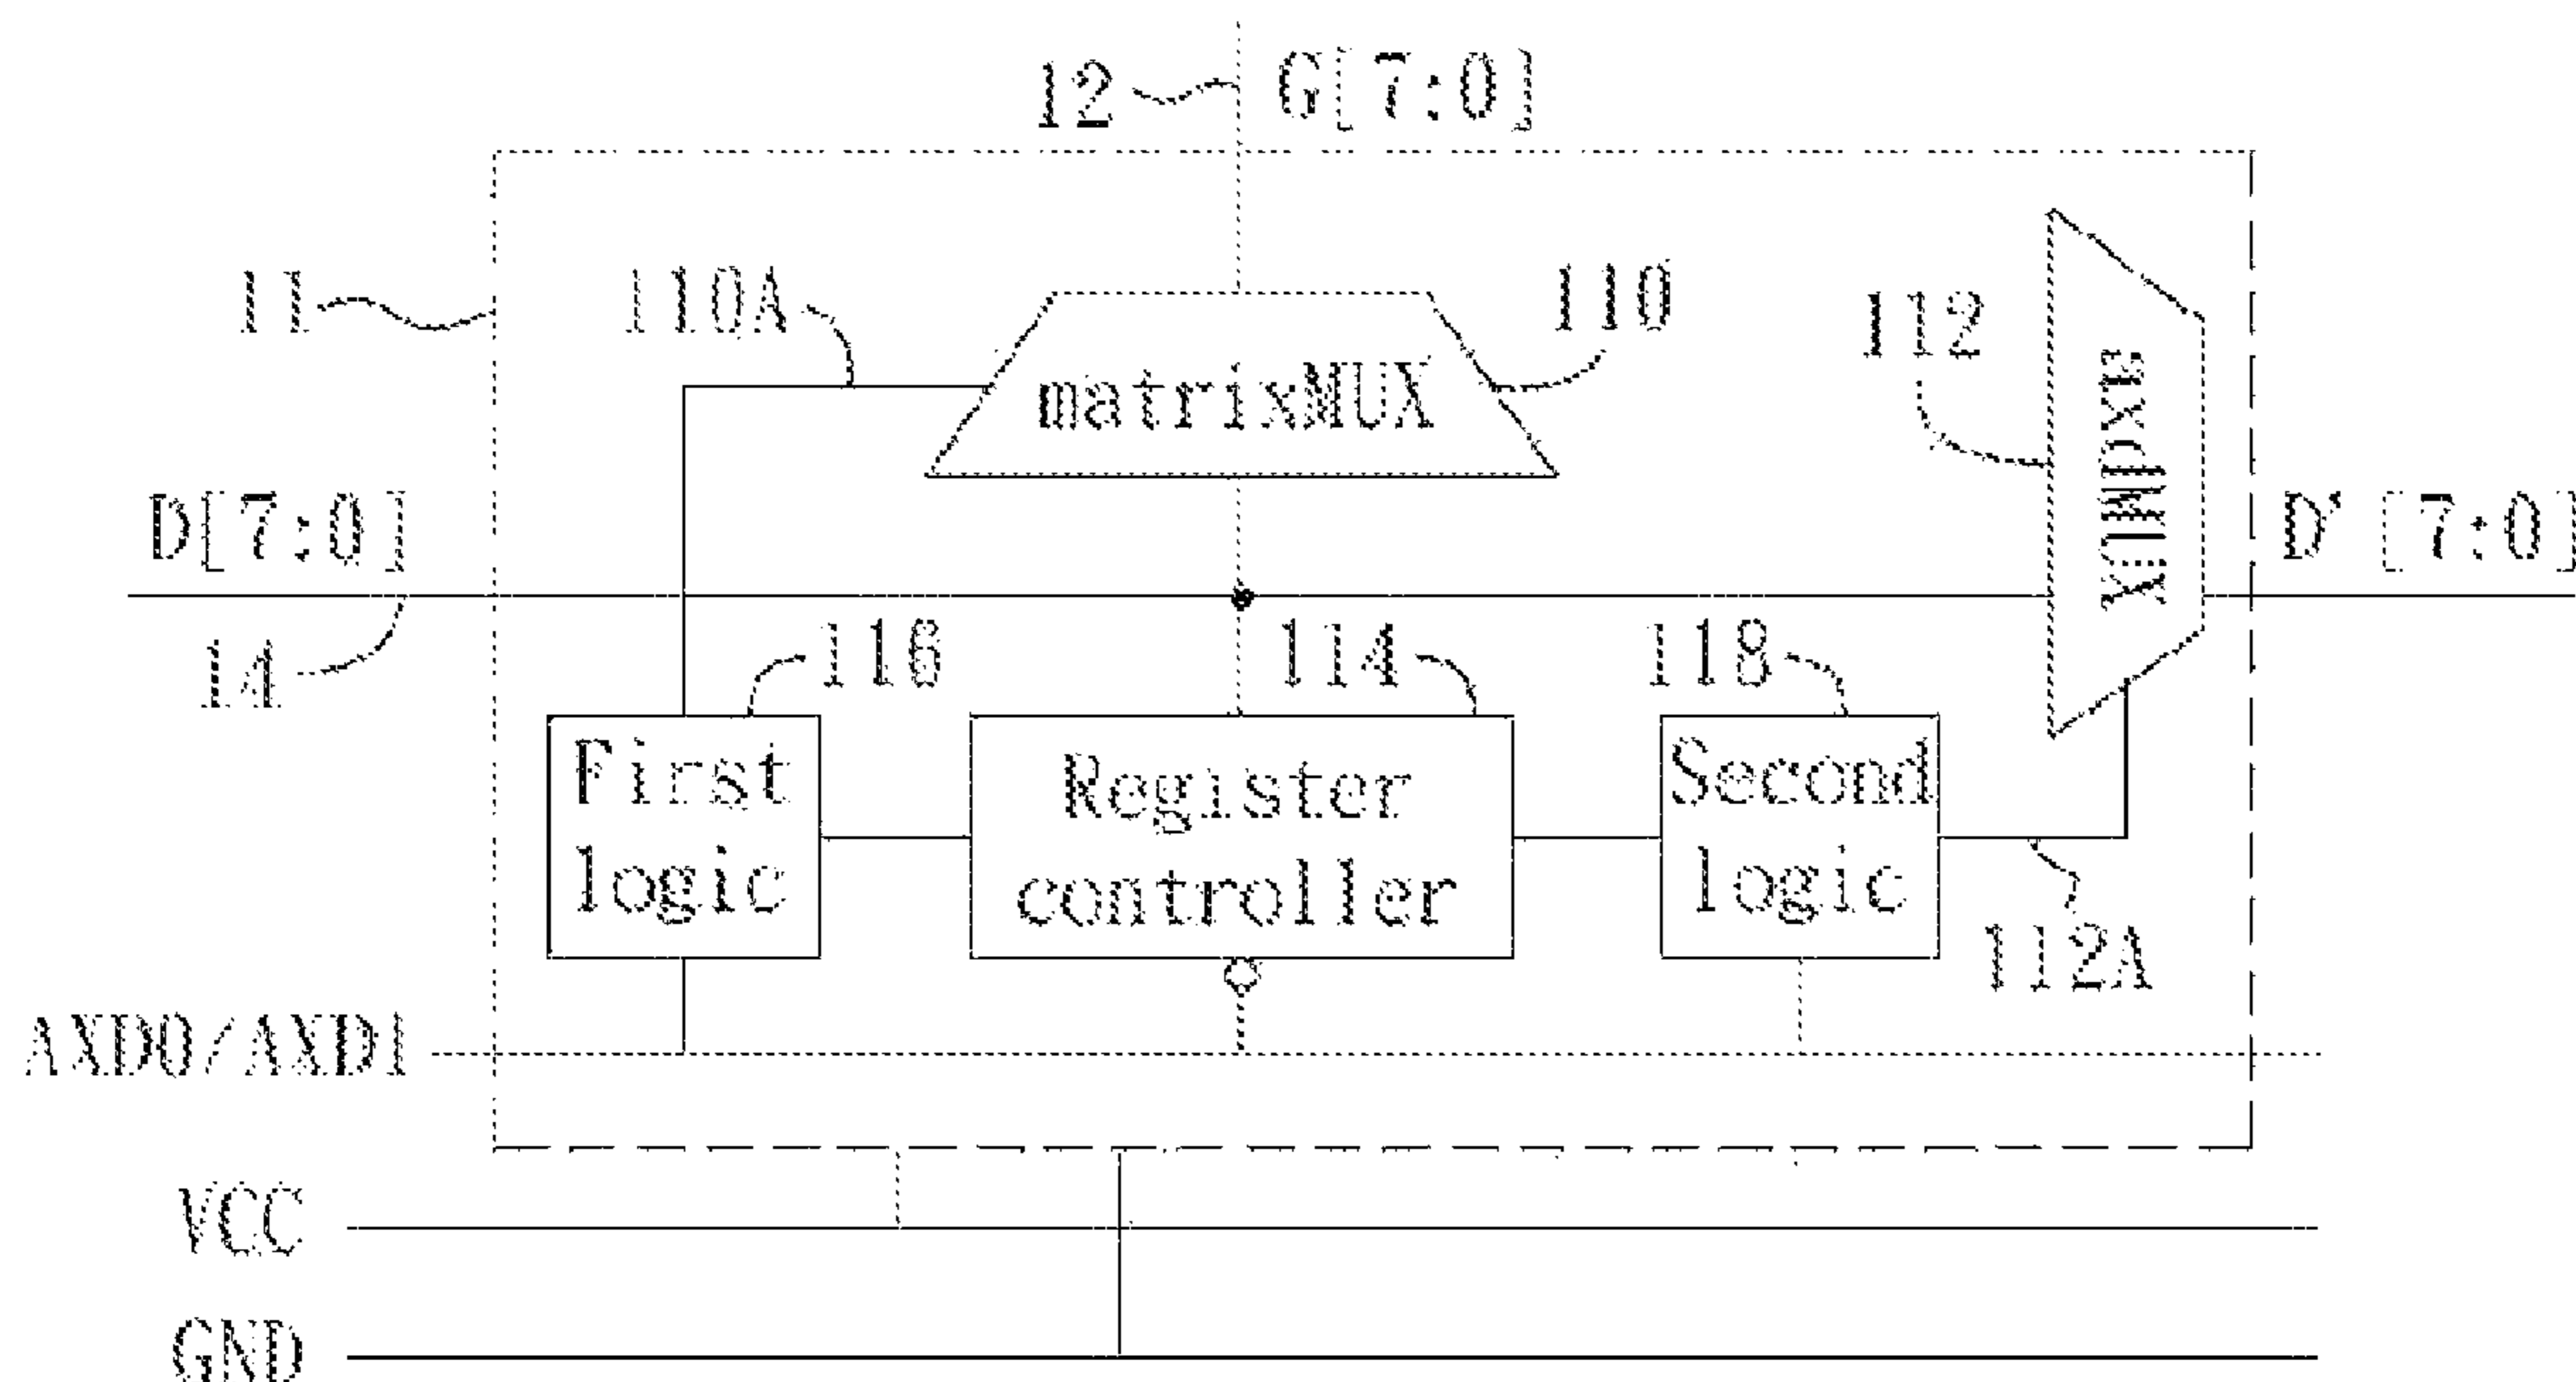 12
G[7:0]
11
110A
110
112
matrixMUX
axdMUX
D[7:0]
D'[7:0]
14
116
114
118
First
logic
Register
controller
Second
logic
112A
AXD0/AXD1
VCC
GND